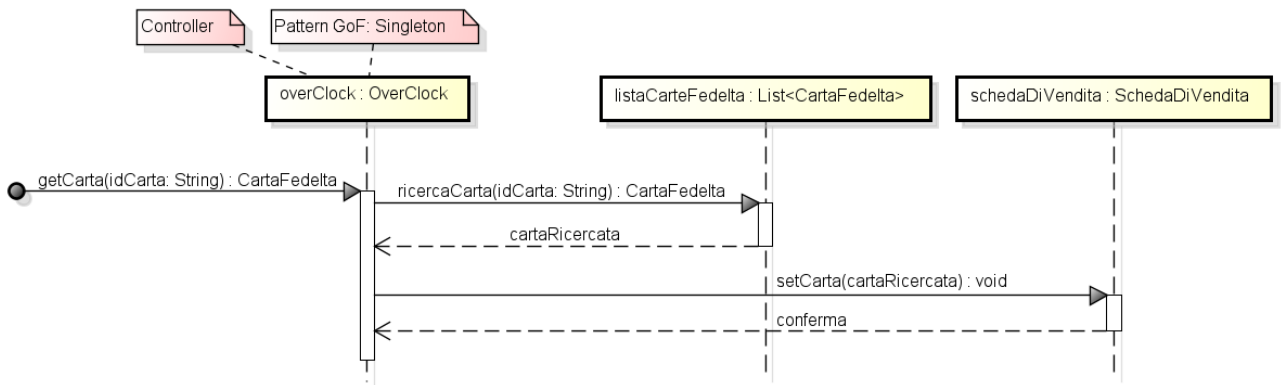 Controller
Pattern GoF: Singleton
overClock : OverClock
listaCarteFedelta : List<CartaFedelta>
schedaDiVendita : SchedaDiVendita
getCarta(idCarta: String) : CartaFedelta
ricercaCarta(idCarta: String) : CartaFedelta
cartaRicercata
setCarta(cartaRicercata) : void
conferma